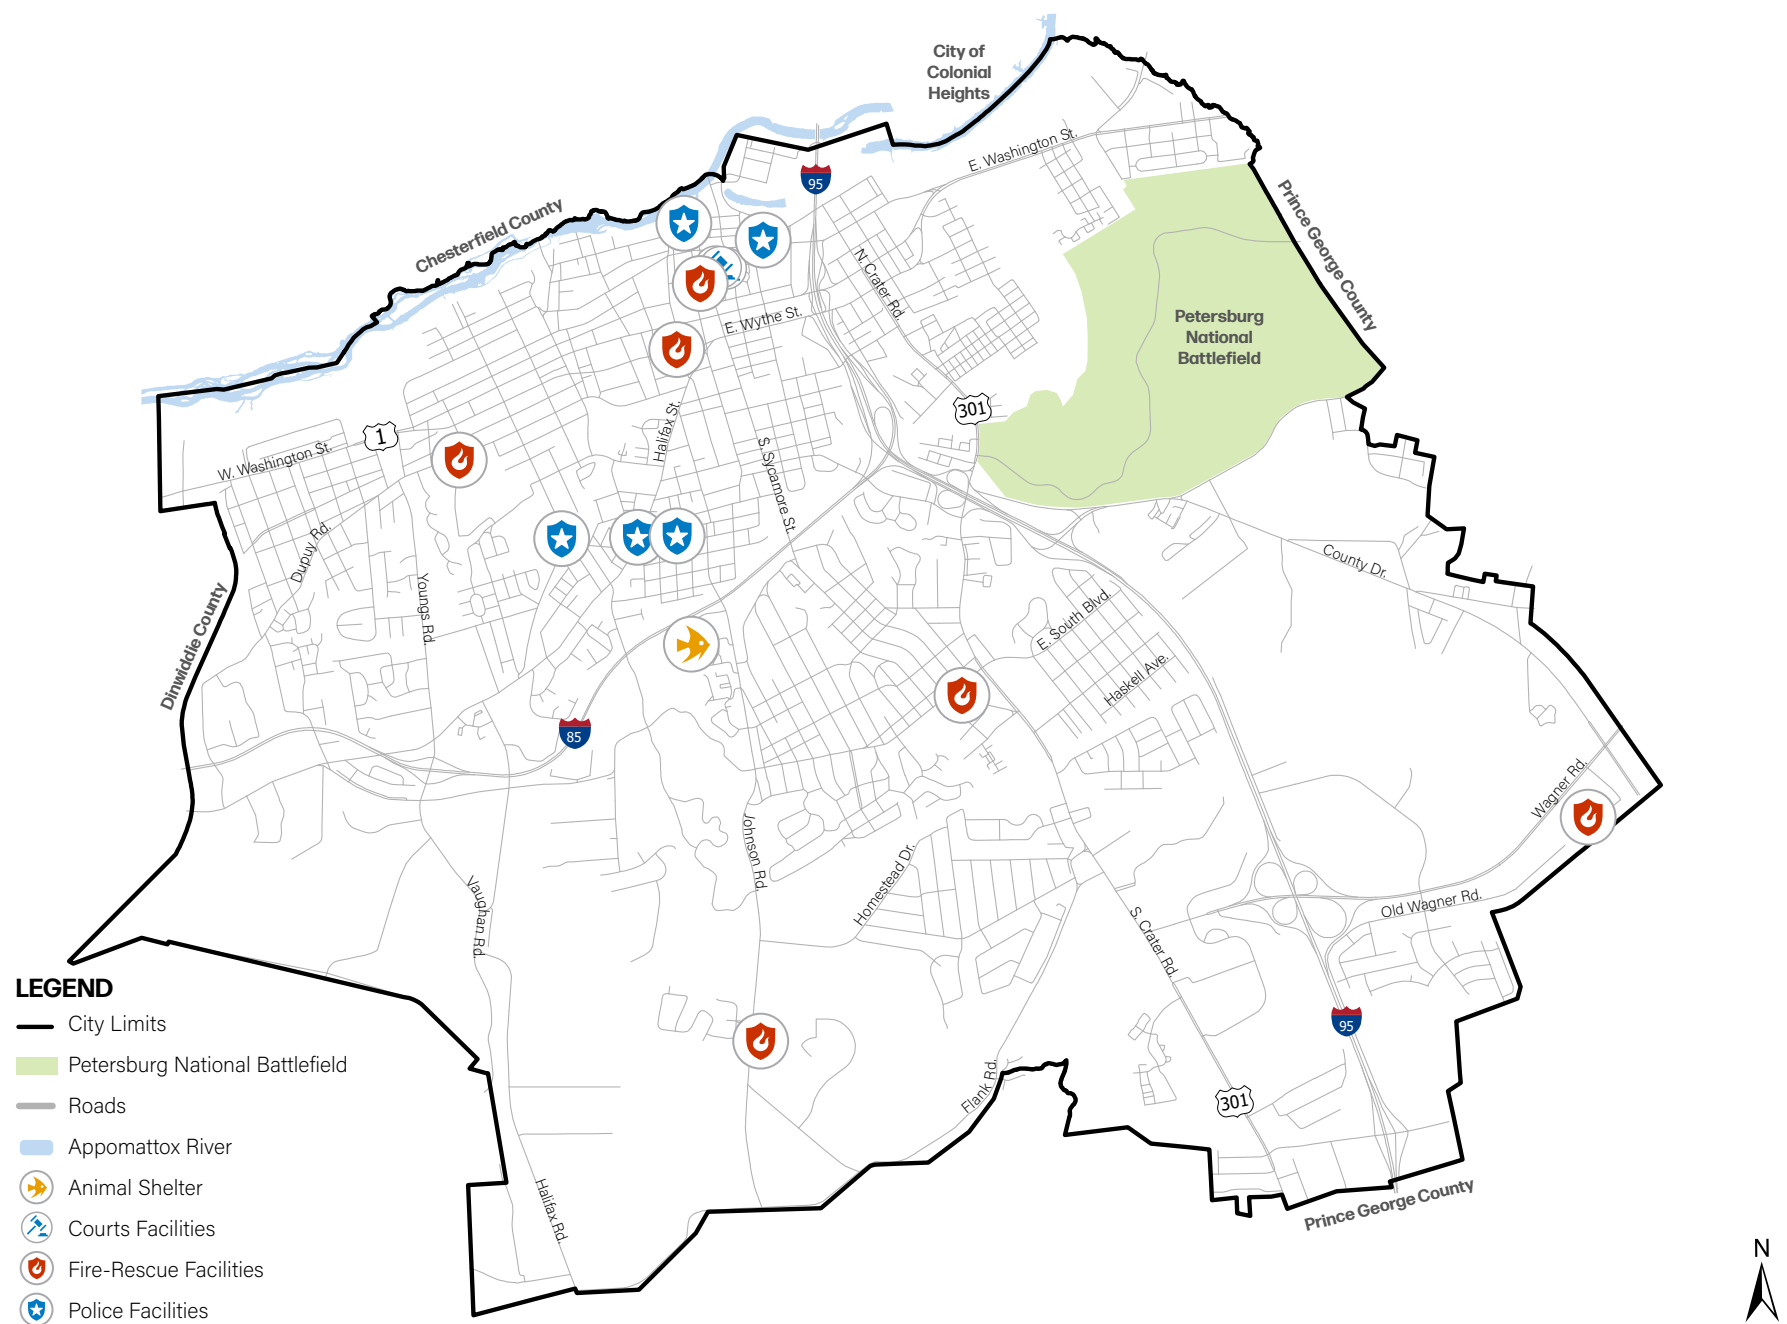 City of
Colonial
Heights
E. Washington St.
95
Prince George County
Chesterfield County
N. Crater Rd.
E. Wythe St.
Petersburg
National
Battlefield
301
1
Halifax St.
W. Washington St.
S. Sycamore St.
Dupuy Rd.
County Dr.
Youngs Rd.
E. South Blvd.
Dinwiddie County
Haskell Ave.
85
Wagner Rd.
Johnson Rd.
Homestead Dr.
Vaughan Rd.
Old Wagner Rd.
S. Crater Rd.
95
Flank Rd.
301
Halifax Rd.
Prince George County
LEGEND
City Limits
Petersburg National Battlefield
Roads
Appomattox River
Animal Shelter
Courts Facilities
Fire-Rescue Facilities
Police Facilities
N